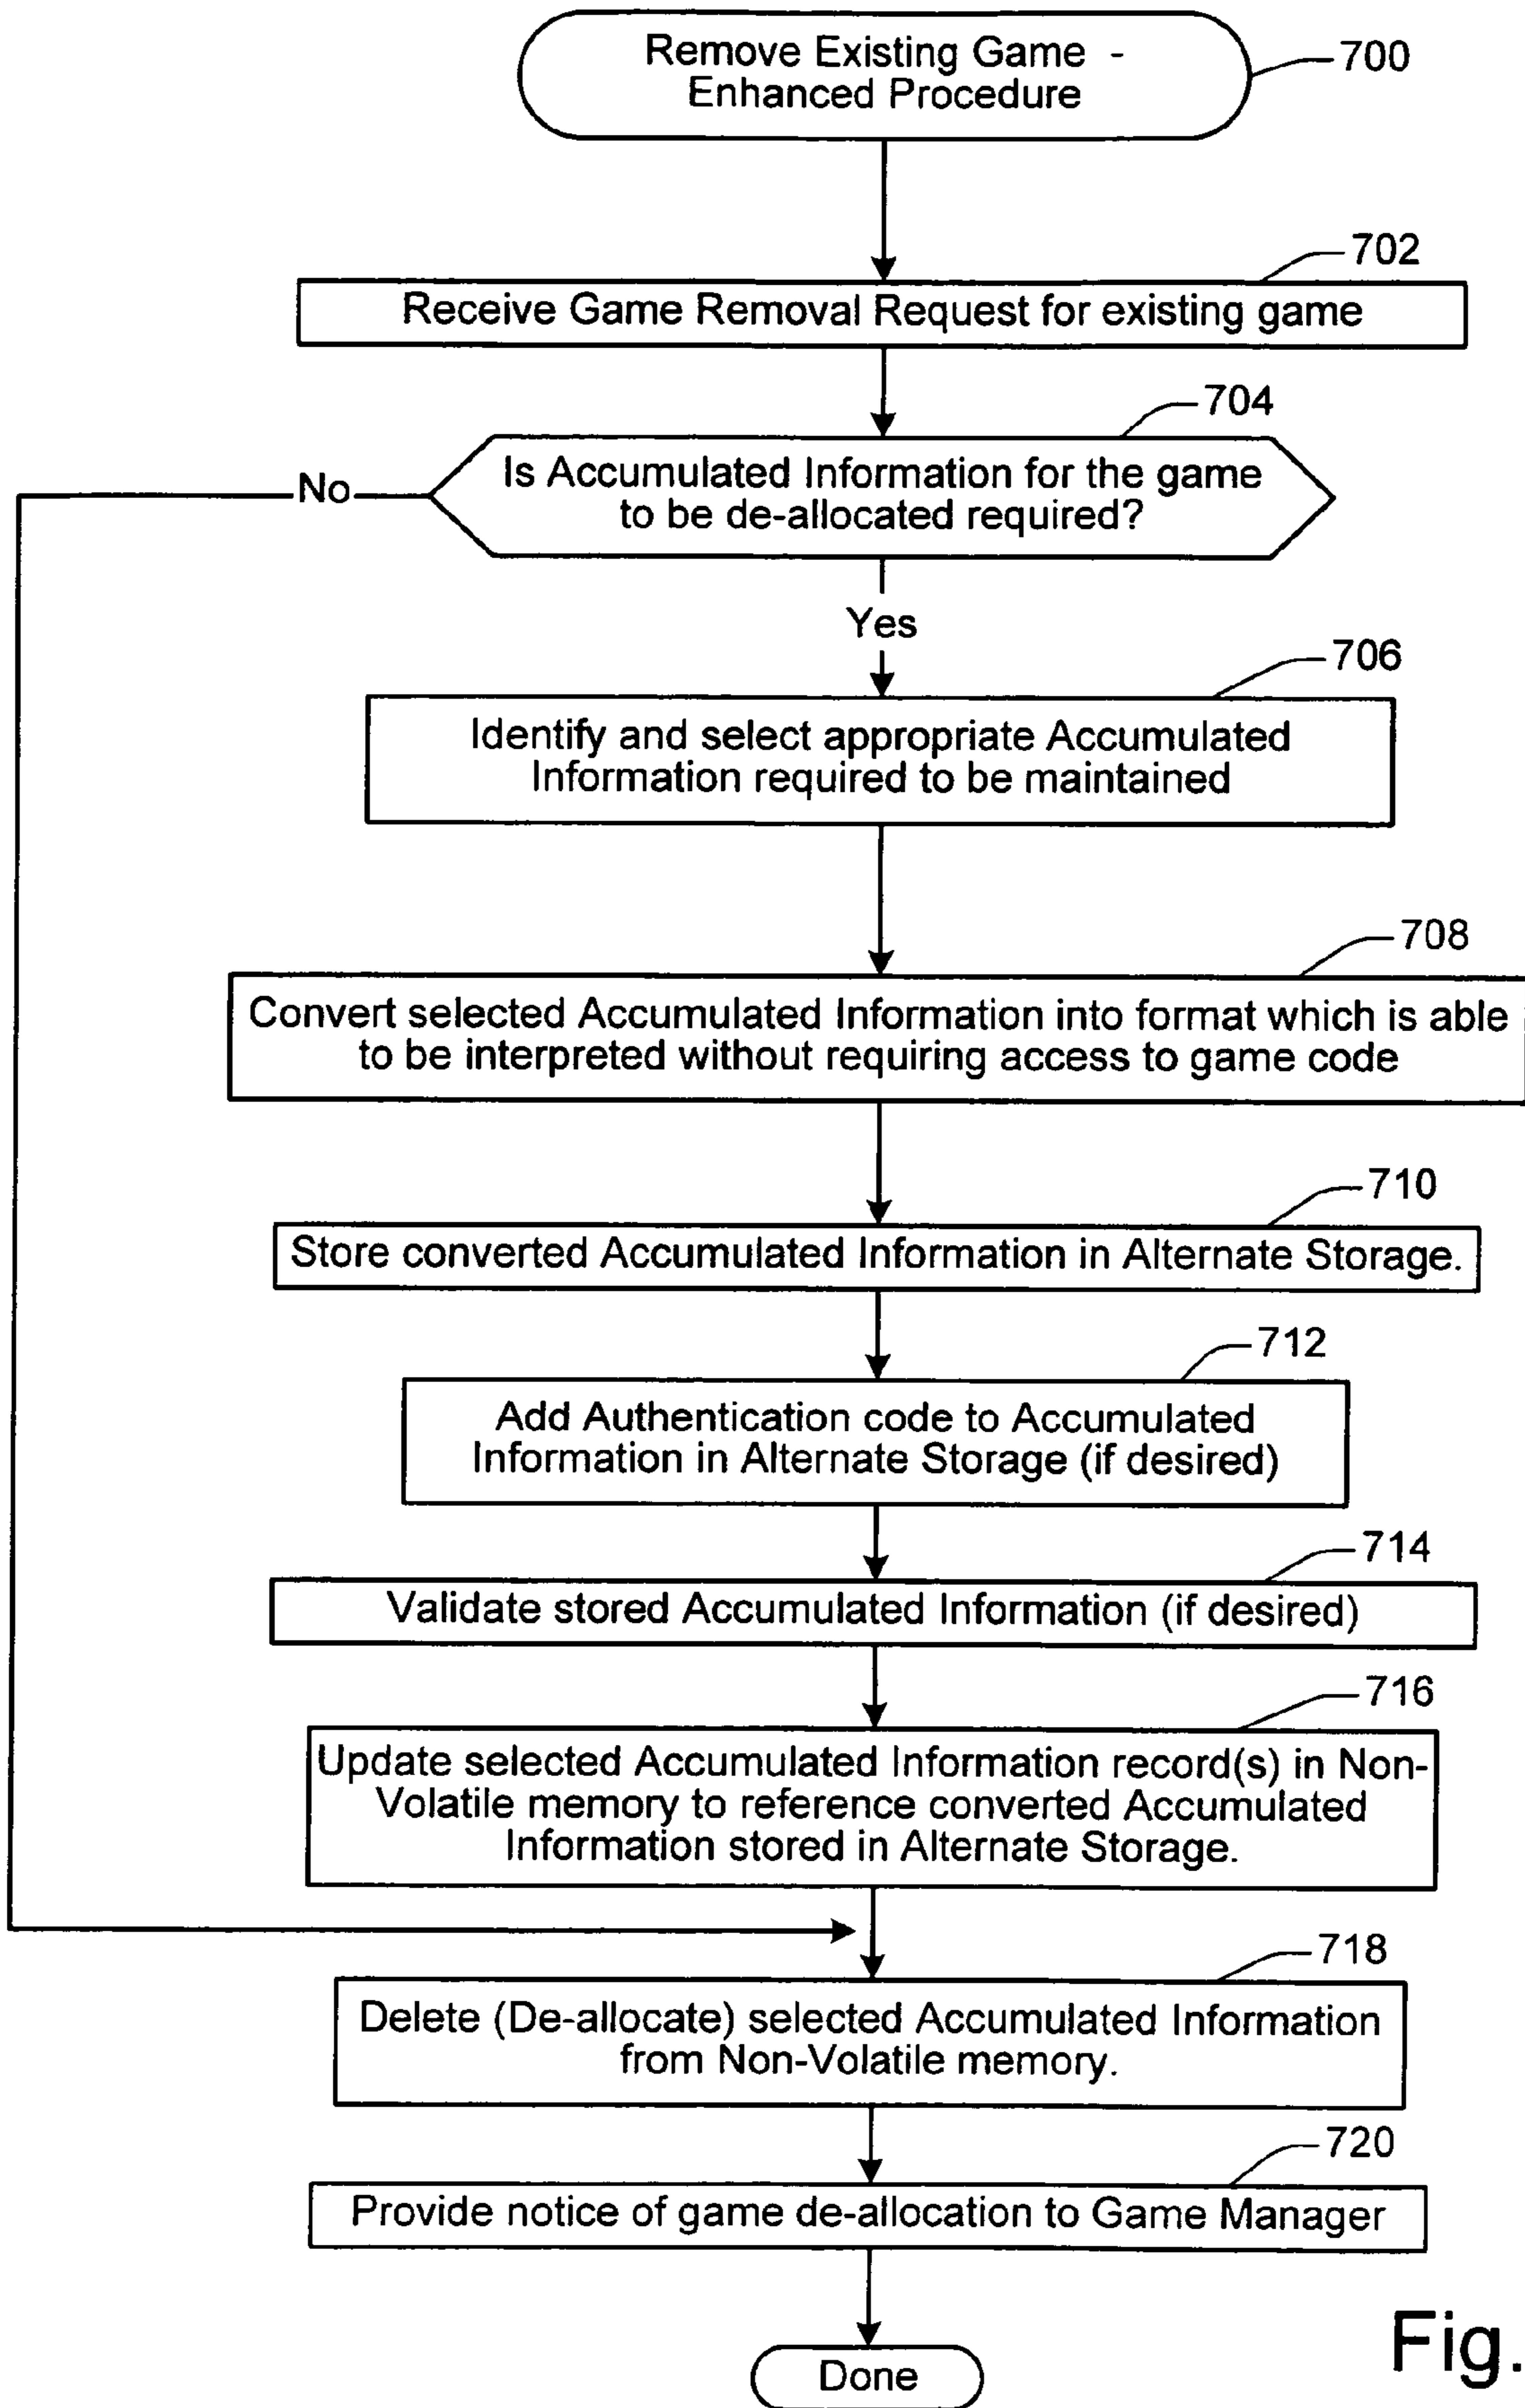 Remove Existing Game -
Enhanced Procedure
700
702
Receive Game Removal Request for existing game
704
Is Accumulated Information for the game
to be de-allocated required?
No
Yes
706
Identify and select appropriate Accumulated
Information required to be maintained
708
Convert selected Accumulated Information into format which is able
to be interpreted without requiring access to game code
710
Store converted Accumulated Information in Alternate Storage.
712
Add Authentication code to Accumulated
Information in Alternate Storage (if desired)
714
Validate stored Accumulated Information (if desired)
716
Update selected Accumulated Information record(s) in Non-
Volatile memory to reference converted Accumulated
Information stored in Alternate Storage.
718
Delete (De-allocate) selected Accumulated Information
from Non-Volatile memory.
720
Provide notice of game de-allocation to Game Manager
Done
Fig.